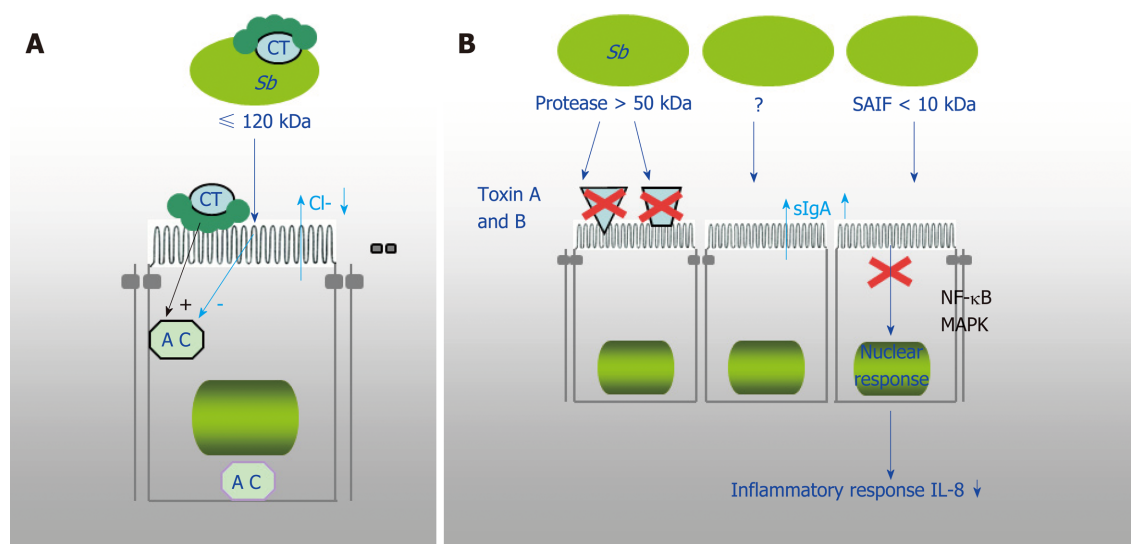 A
CT
Sb
≤ 120 kDa
CT
Cl-
+
-
A C
A C
B
Sb
Protease > 50 kDa
?
SAIF < 10 kDa
Toxin A
and B
sIgA
NF-κB
MAPK
Nuclear
response
Inflammatory response IL-8